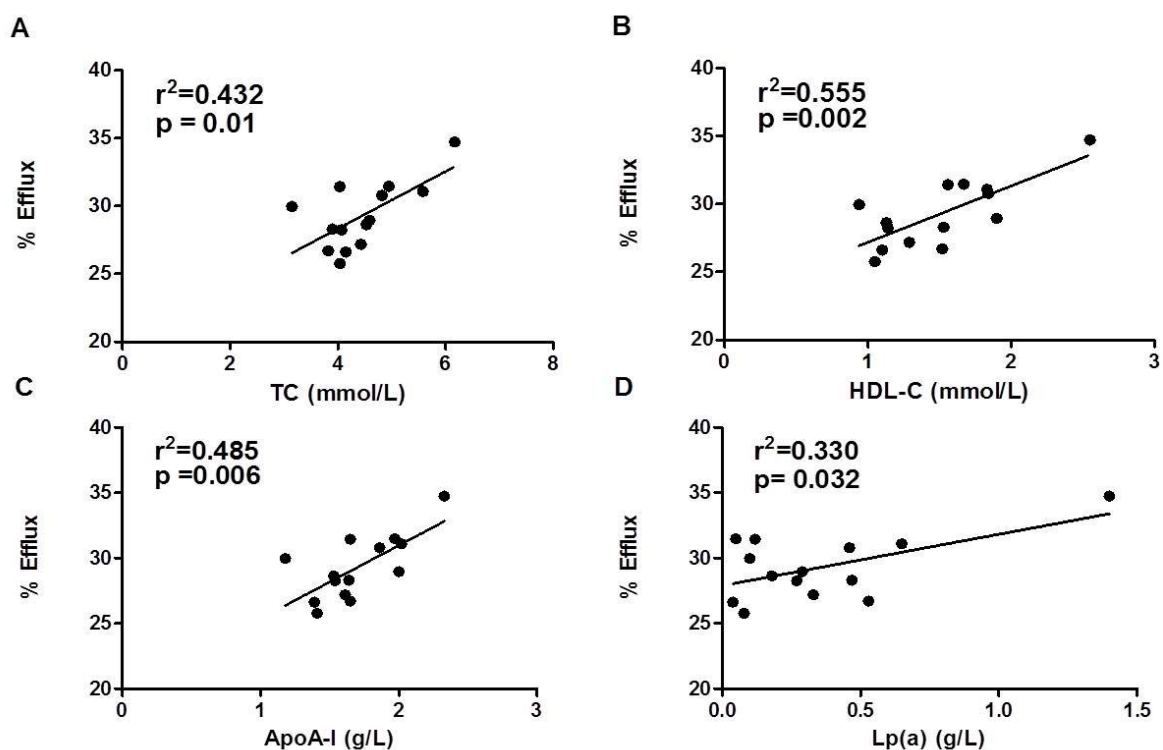 A
% Efflux
40
35
30
25
20
r²=0.432
p = 0.01
0 2 4 6 8
TC (mmol/L)
B
% Efflux
40
35
30
25
20
r²=0.555
p =0.002
0 1 2 3
HDL-C (mmol/L)
C
% Efflux
40
35
30
25
20
r²=0.485
p =0.006
0 1 2 3
ApoA-I (g/L)
D
% Efflux
40
35
30
25
20
r²=0.330
p= 0.032
0.0 0.5 1.0 1.5
Lp(a) (g/L)